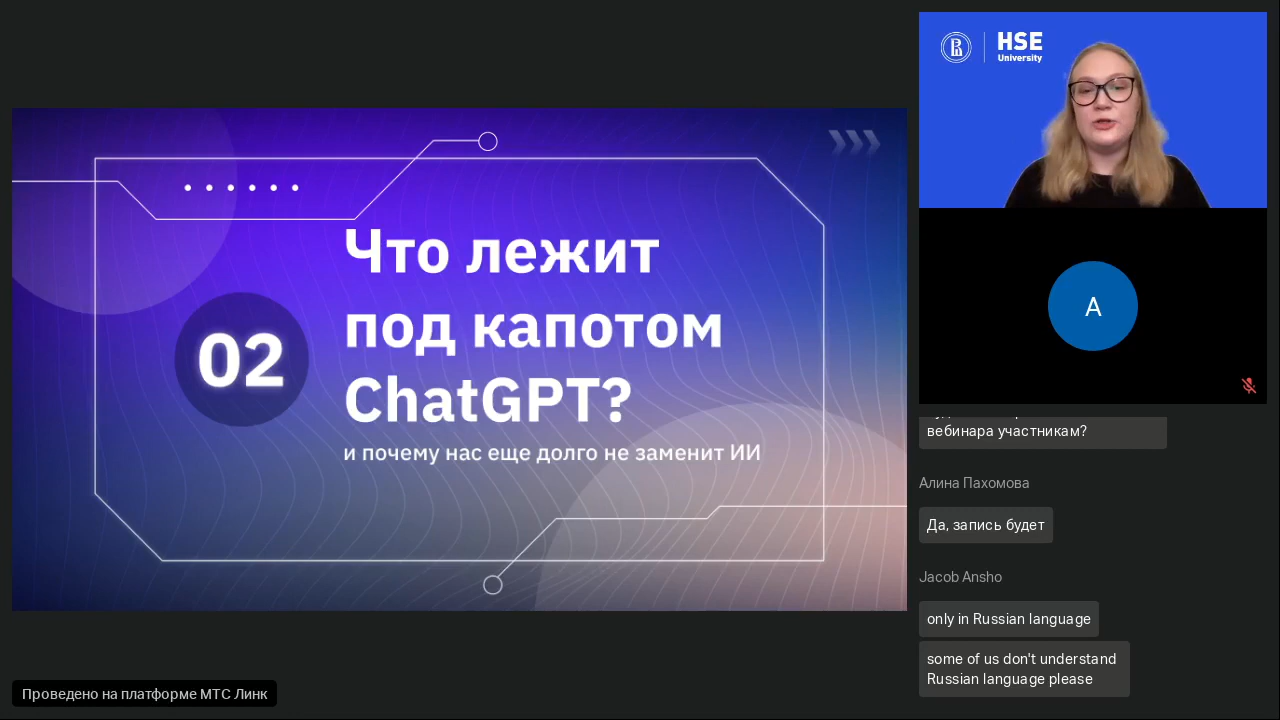 02
Что лежит
под капотом
ChatGPT?
и почему нас еще долго не заменит ИИ
HSE
University
A
вебинара участникам?
Алина Пахомова
Да, запись будет
Jacob Ansho
only in Russian language
some of us don't understand
Russian language please
Проведено на платформе МТС Линк